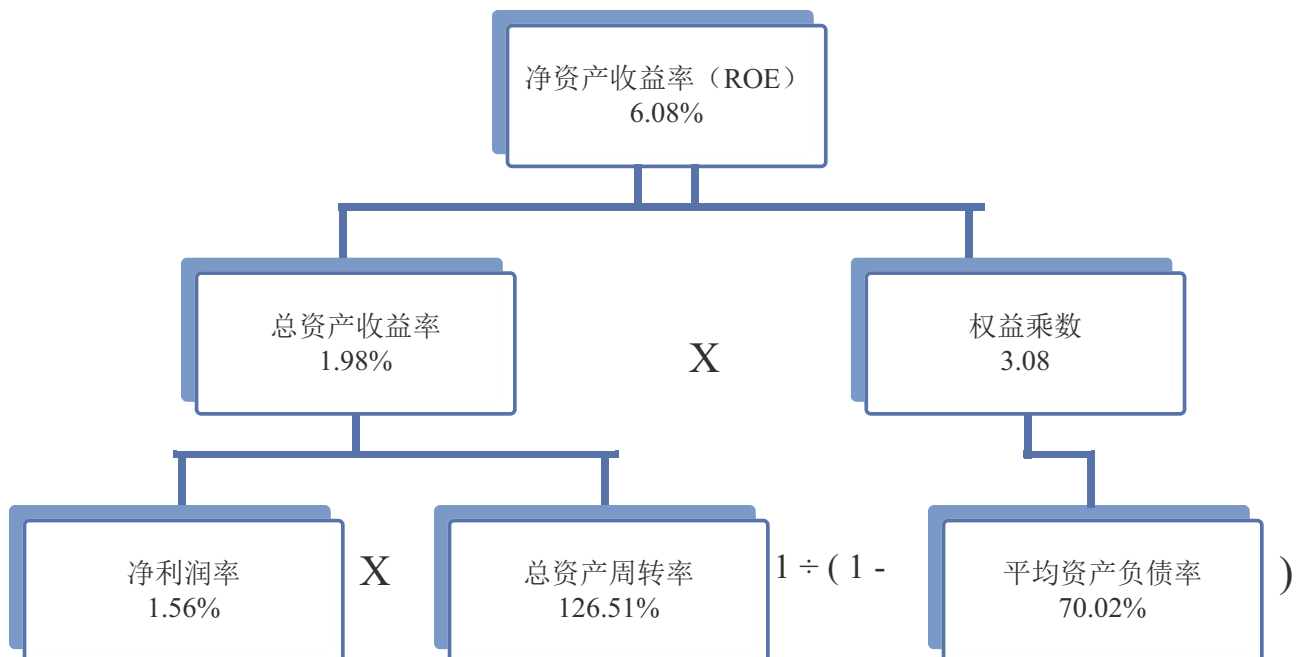 净资产收益率（ROE）
6.08%
总资产收益率
1.98%
X
权益乘数
3.08
净利润率
1.56%
X
总资产周转率
126.51%
1 ÷ ( 1 -
平均资产负债率
70.02%
)